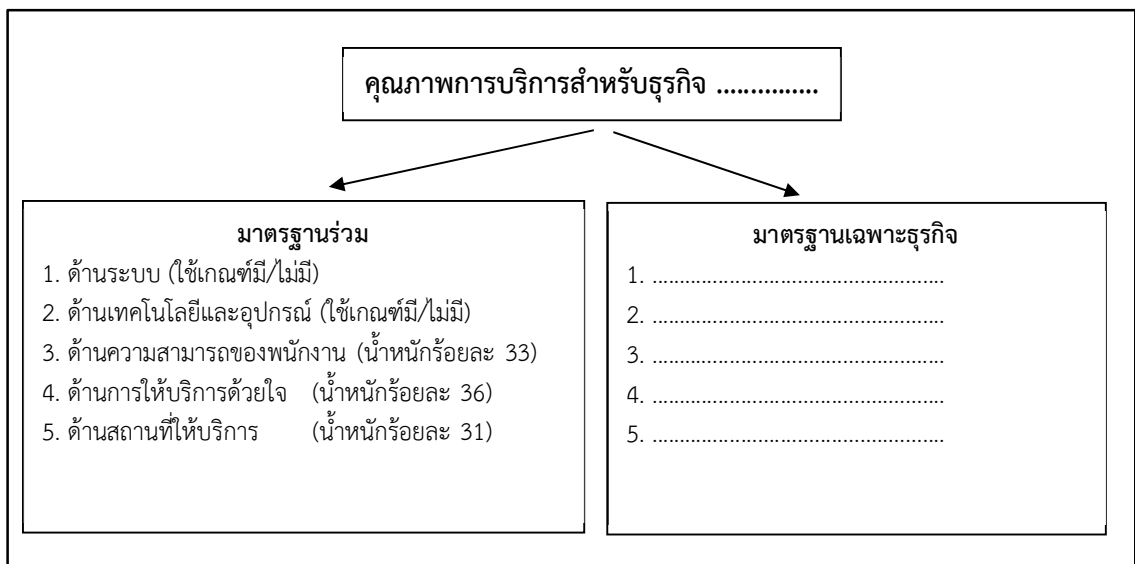 คุณภาพการบริการสำหรับธุรกิจ ...............
มาตรฐานร่วม
1. ด้านระบบ (ใช้เกณฑ์มี/ไม่มี)
2. ด้านเทคโนโลยีและอุปกรณ์ (ใช้เกณฑ์มี/ไม่มี)
3. ด้านความสามารถของพนักงาน (น้ำหนักร้อยละ 33)
4. ด้านการให้บริการด้วยใจ (น้ำหนักร้อยละ 36)
5. ด้านสถานที่ให้บริการ (น้ำหนักร้อยละ 31)
มาตรฐานเฉพาะธุรกิจ
1. ..................................................
2. ..................................................
3. ..................................................
4. ..................................................
5. ..................................................